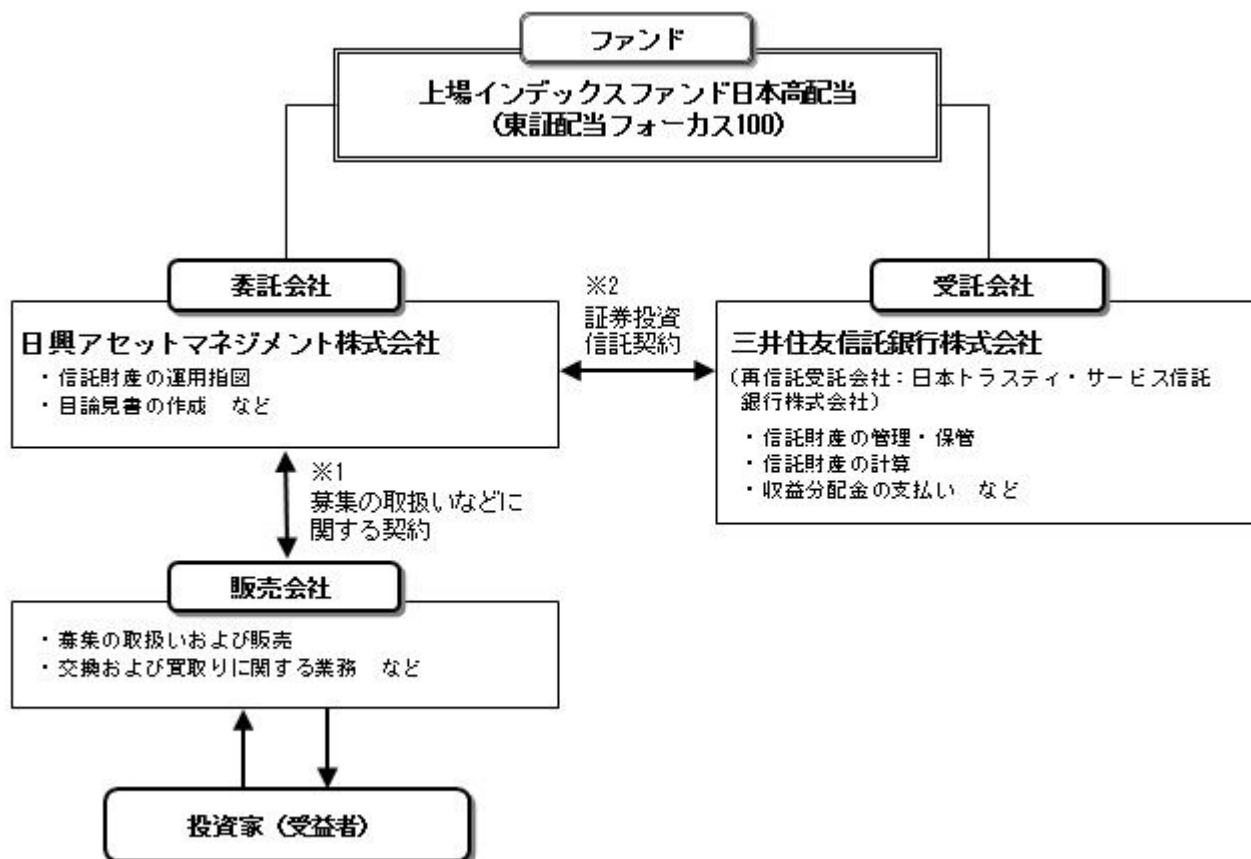 ファンド
上場インデックスファンド日本高配当
(東証配当フォーカス100)
委託会社
日興アセットマネジメント株式会社
・信託財産の運用指図
・目論見書の作成 など
※2
証券投資
信託契約
受託会社
三井住友信託銀行株式会社
(再信託受託会社:日本トラスティ・サービス信託
銀行株式会社)
・信託財産の管理・保管
・信託財産の計算
・収益分配金の支払い など
※1
募集の取扱いなどに
関する契約
販売会社
・募集の取扱いおよび販売
・交換および買取りに関する業務 など
投資家(受益者)